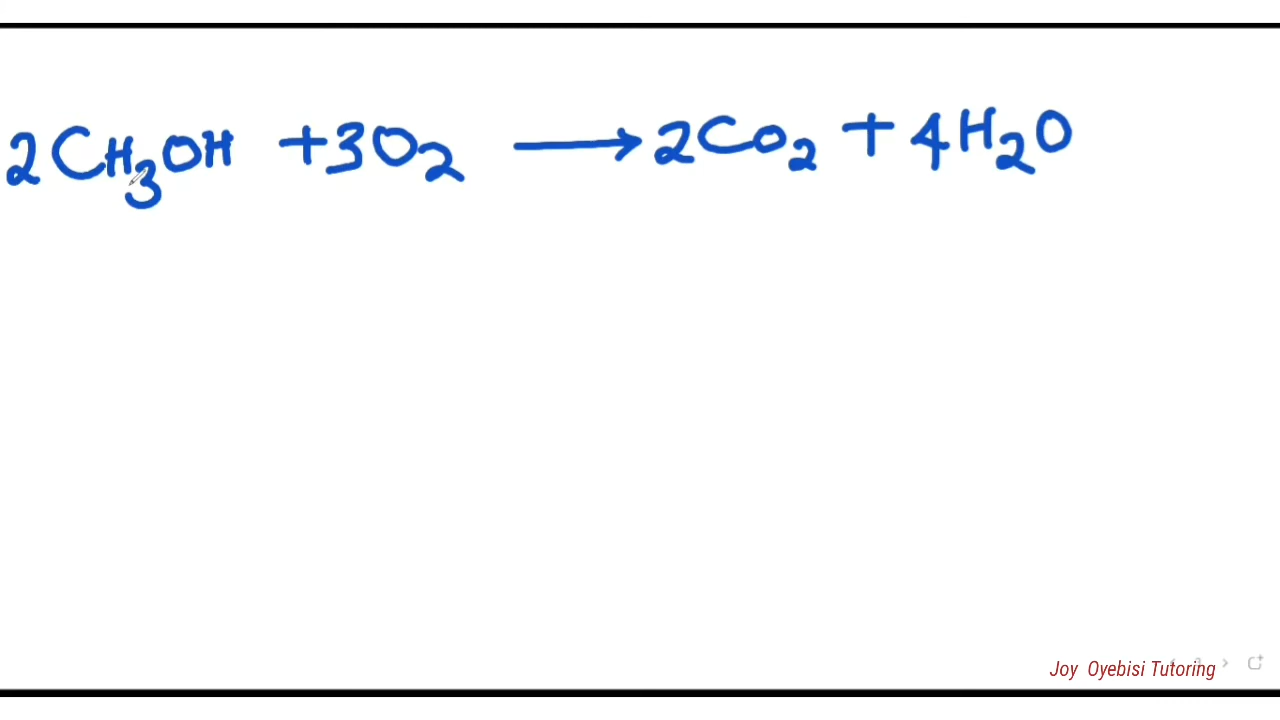 2CH₃OH +3O₂ ⟶ 2CO₂ + 4H₂O
Joy Oyebisi Tutoring